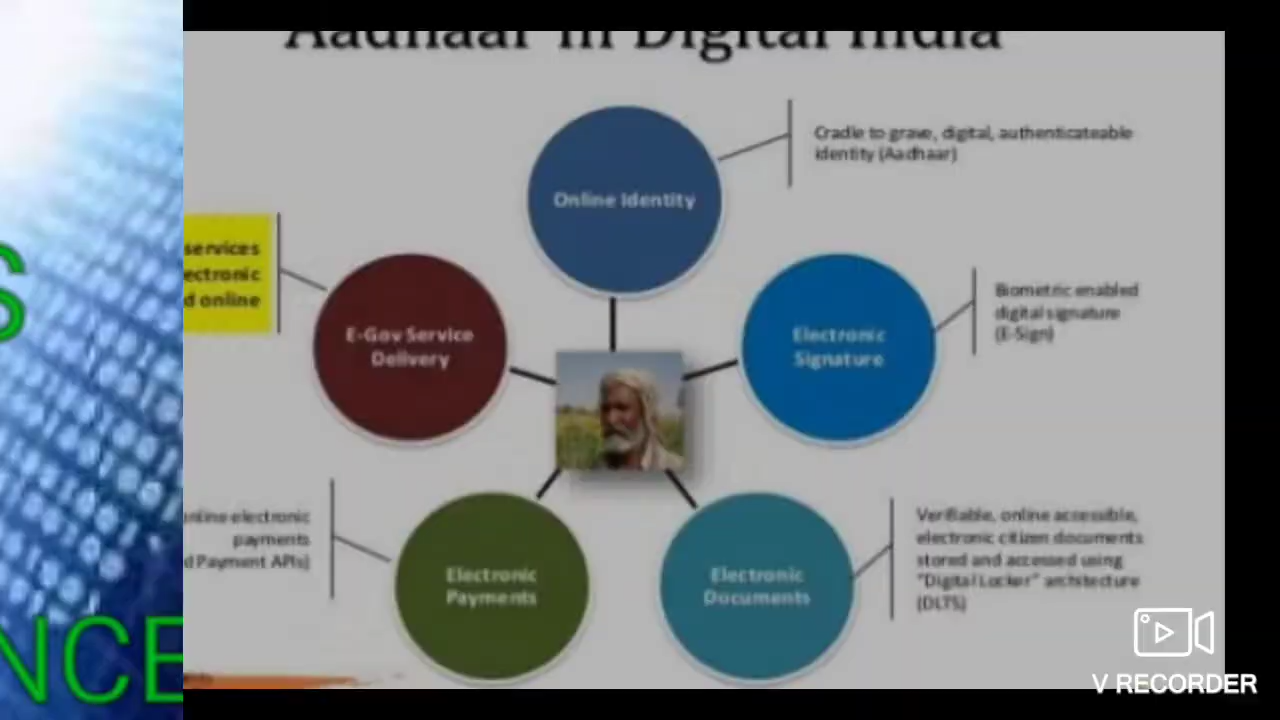 Aadhaar in Digital India
Online Identity
Cradle to grave, digital, authenticateable
identity (Aadhaar)
services
ectronic
d online
E-Gov Service
Delivery
Electronic
Signature
Biometric enabled
digital signature
(E-Sign)
nline electronic
payments
d Payment APIs)
Electronic
Payments
Electronic
Documents
Verifiable, online accessible,
electronic citizen documents
stored and accessed using
"Digital Locker" architecture
(DLTS)
S
NCE
V RECORDER